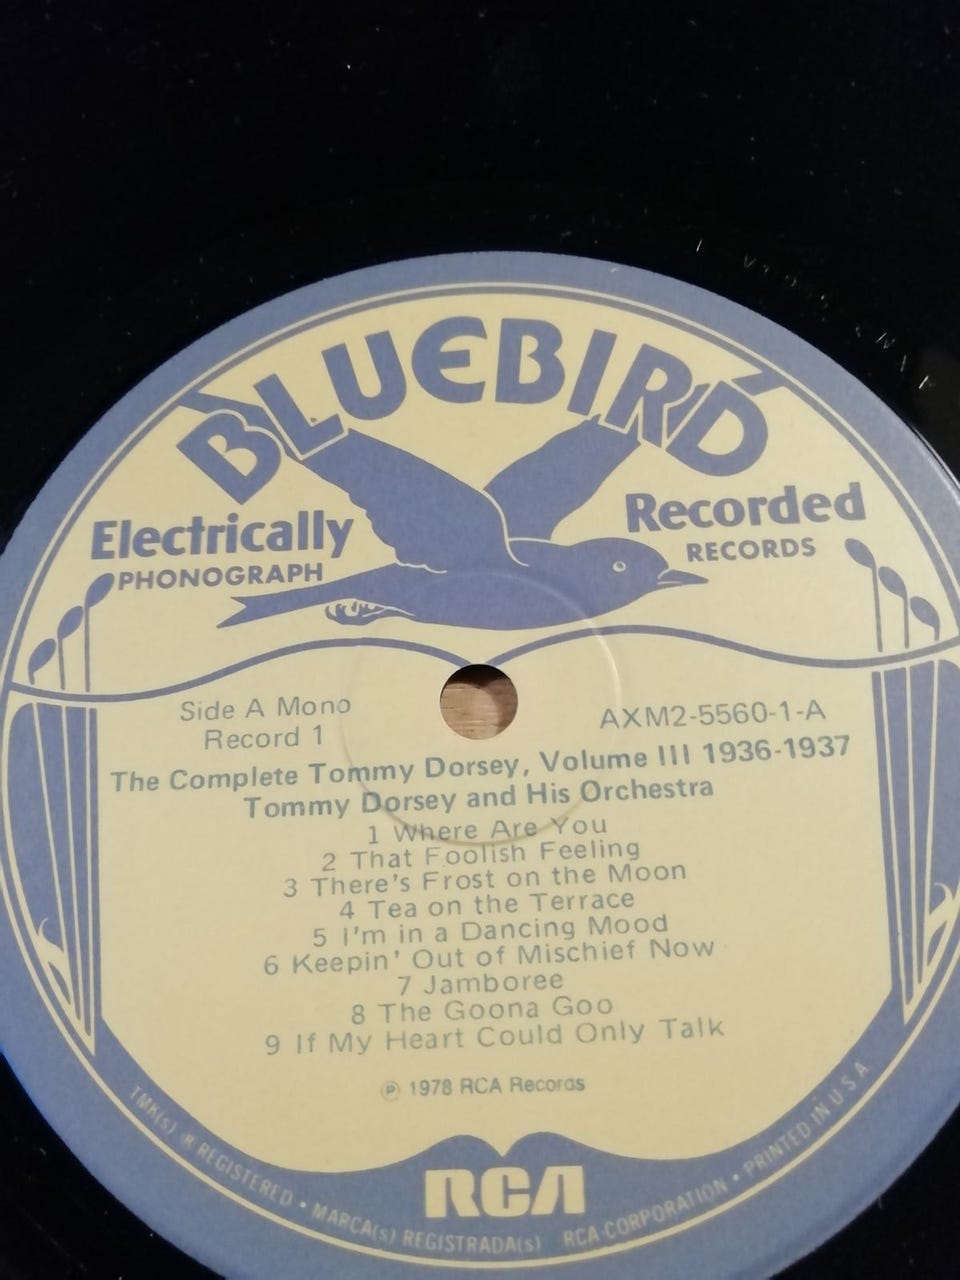 BLUEBIRD
Electrically Recorded
PHONOGRAPH RECORDS
Side A Mono
Record 1
AXM2-5560-1-A
The Complete Tommy Dorsey, Volume III 1936-1937
Tommy Dorsey and His Orchestra
1 Where Are You
2 That Foolish Feeling
3 There's Frost on the Moon
4 Tea on the Terrace
5 I'm in a Dancing Mood
6 Keepin' Out of Mischief Now
7 Jamboree
8 The Goona Goo
9 If My Heart Could Only Talk
℗ 1978 RCA Records
RCA
TMK(s) ® REGISTERED • MARCA(s) REGISTRADA(s) RCA CORPORATION • PRINTED IN U S A